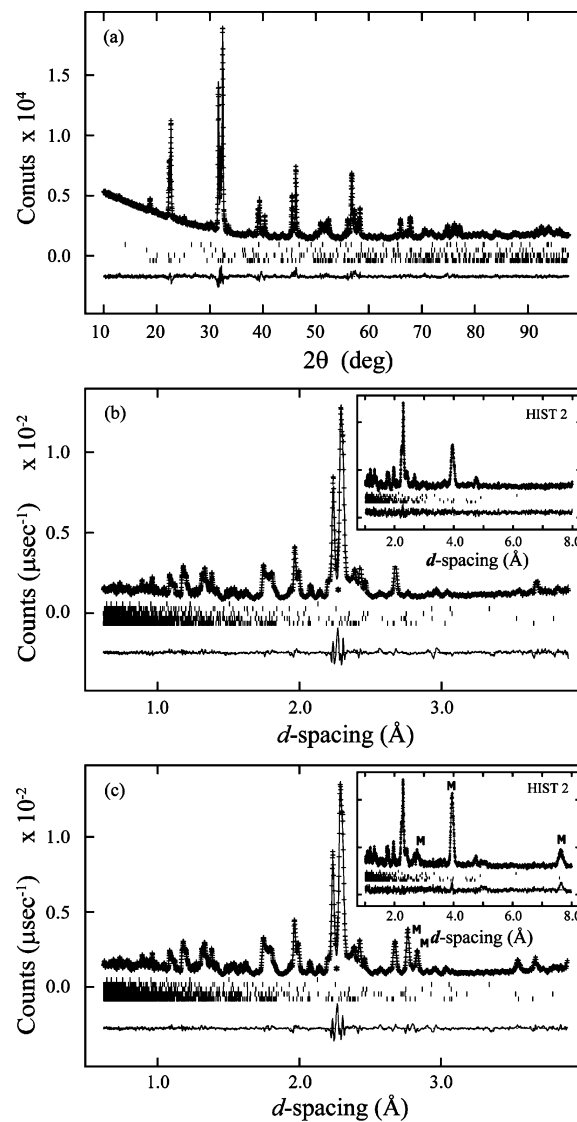 (a)
Conuts x 10^4
1.5
1.0
0.5
0.0
10 20 30 40 50 60 70 80 90
2θ (deg)
(b)
HIST 2
2.0 4.0 6.0 8.0
d-spacing (Å)
Counts (μsec⁻¹) x 10⁻²
1.0
0.5
0.0
1.0 2.0 3.0
d-spacing (Å)
(c)
HIST 2
M
M
M
2.0 4.0 6.0 8.0
d-spacing (Å)
M
M
Counts (μsec⁻¹) x 10⁻²
1.0
0.5
0.0
1.0 2.0 3.0
d-spacing (Å)